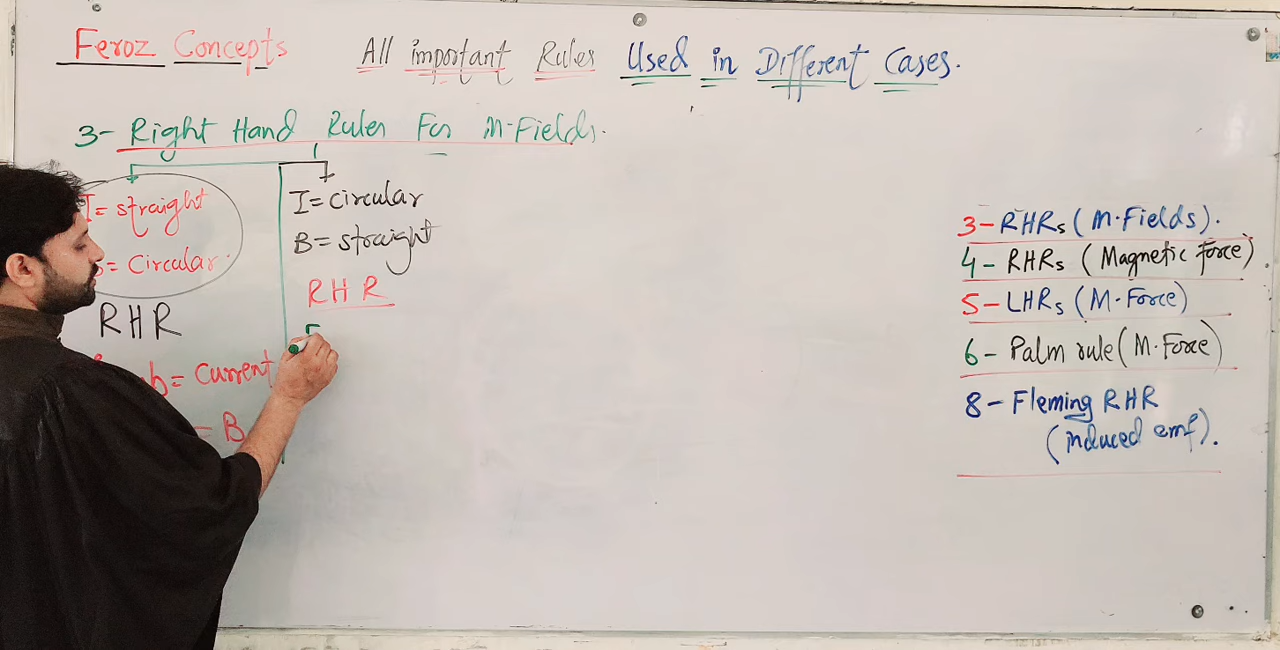 Feroz Concepts
All important Rules Used in Different Cases.
3- Right Hand Rules For M-Fields.
I= straight
= Circular.
RHR
b= Current
= B
I= Circular
B= straight
RHR
3- RHRs (M.Fields).
4- RHRs (Magnetic force)
5- LHRs (M-Force)
6- Palm rule (M.Force)
8- Fleming RHR
(induced emf).